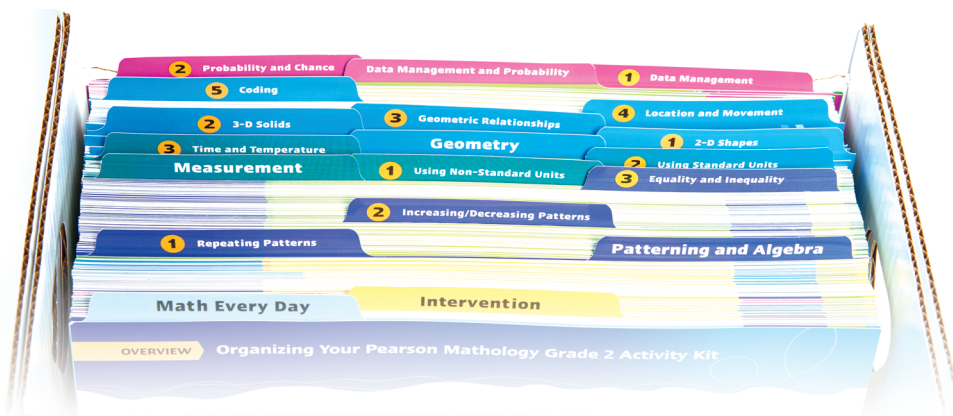 2 Probability and Chance
Data Management and Probability
1 Data Management
5 Coding
4 Location and Movement
2 3-D Solids
3 Geometric Relationships
1 2-D Shapes
3 Time and Temperature
Geometry
2 Using Standard Units
Measurement
1 Using Non-Standard Units
3 Equality and Inequality
2 Increasing/Decreasing Patterns
1 Repeating Patterns
Patterning and Algebra
Math Every Day
Intervention
OVERVIEW Organizing Your Pearson Mathology Grade 2 Activity Kit